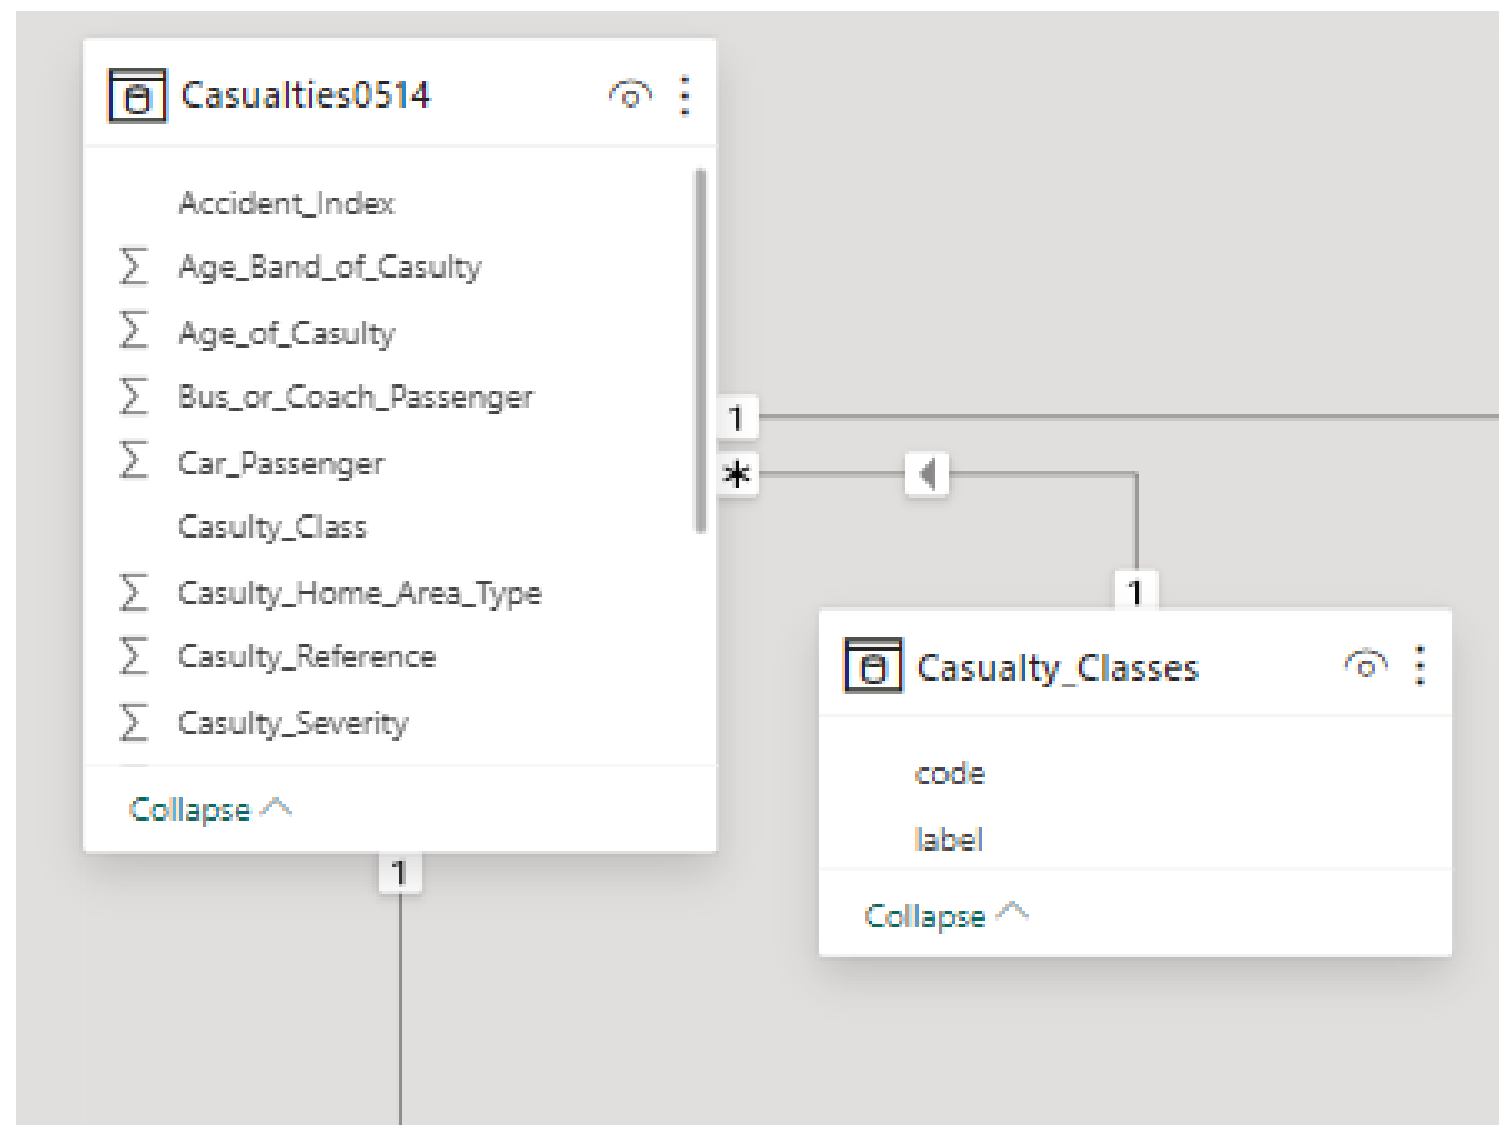 Casualties0514
Accident_Index
Age_Band_of_Casulty
Age_of_Casulty
Bus_or_Coach_Passenger
Car_Passenger
Casulty_Class
Casulty_Home_Area_Type
Casulty_Reference
Casulty_Severity
Collapse
1
*
1
1
Casualty_Classes
code
label
Collapse